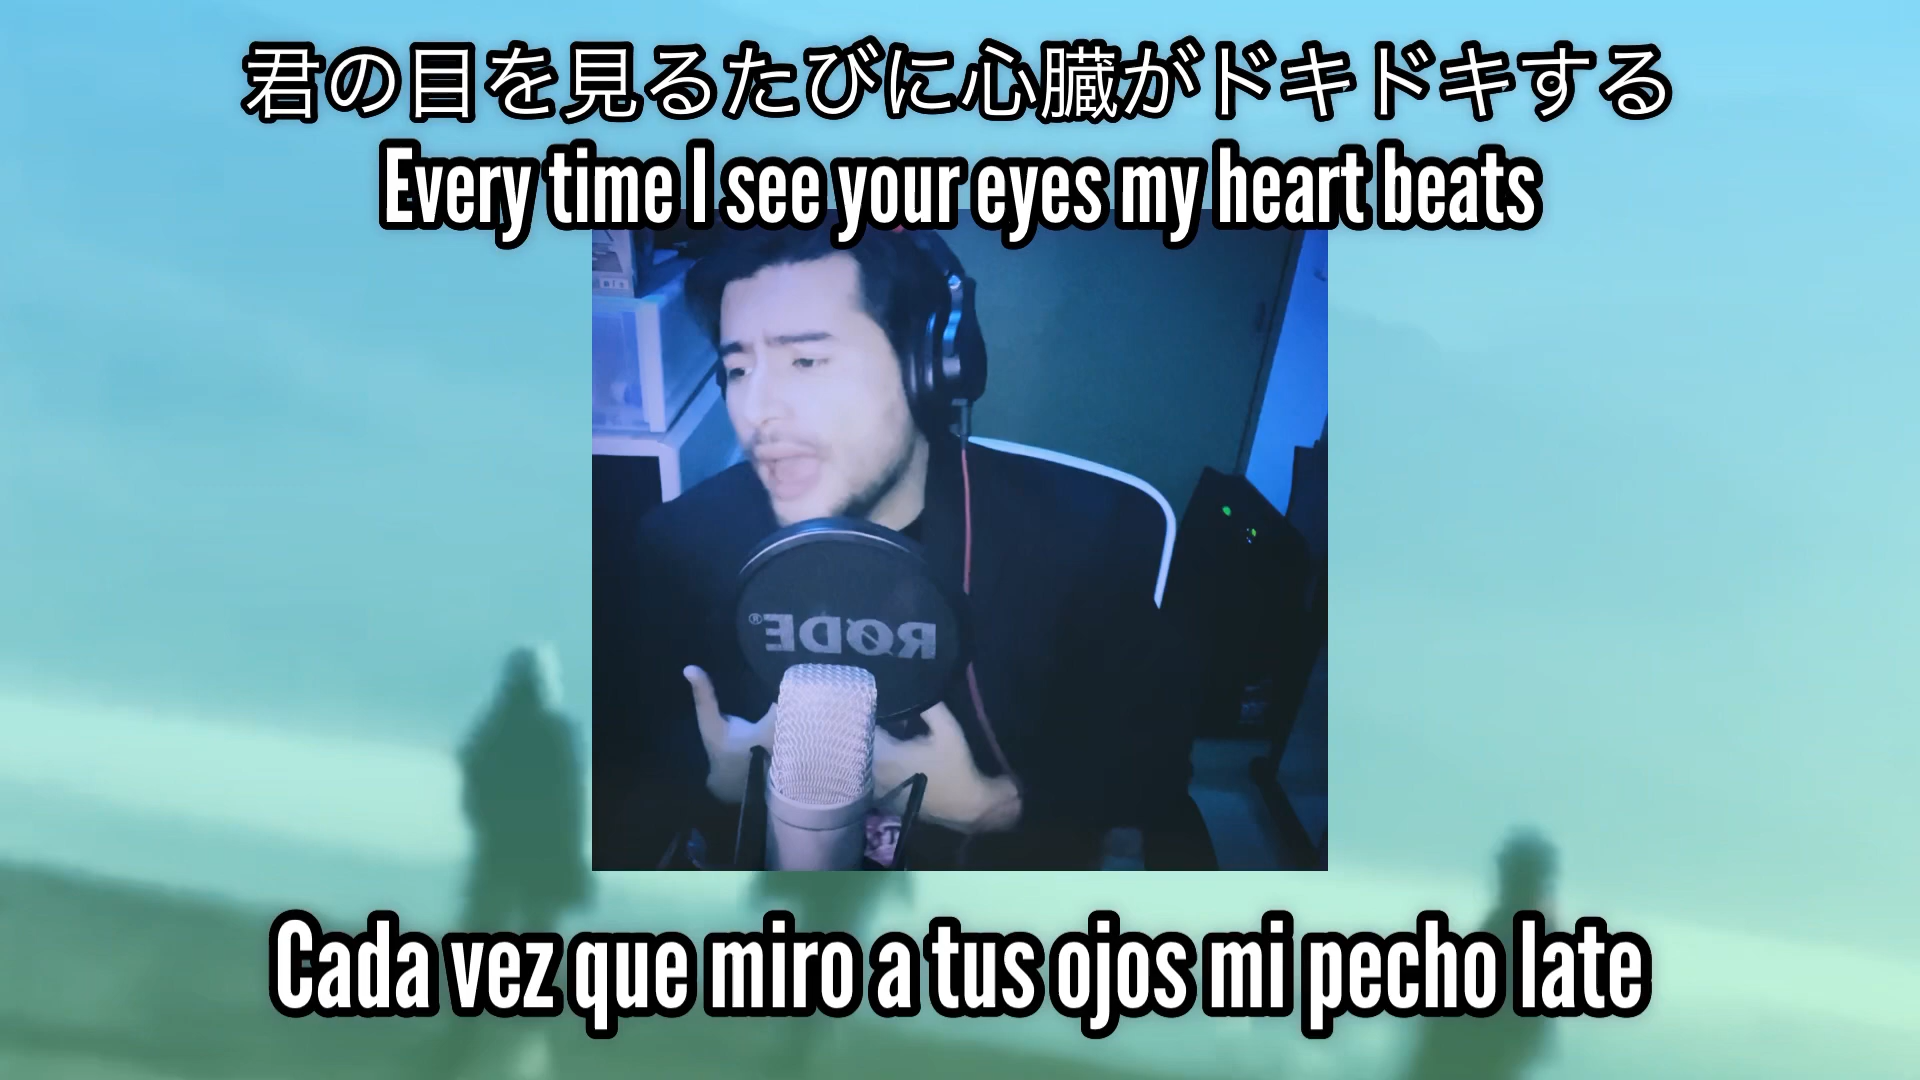 君の目を見るたびに心臓がドキドキする
Every time I see your eyes my heart beats
RØDE®
Cada vez que miro a tus ojos mi pecho late